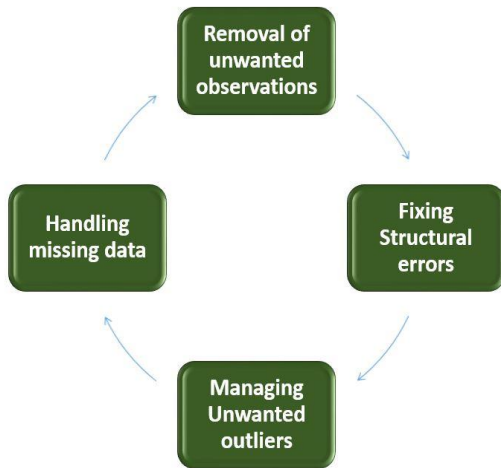 Removal of
unwanted
observations
Fixing
Structural
errors
Managing
Unwanted
outliers
Handling
missing data